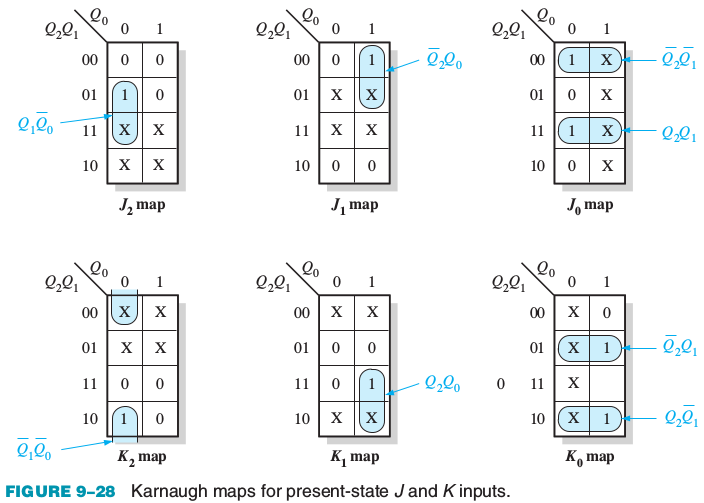 Q₀ 0 1 Q₀ 0 1 Q₀ 0 1
Q₂Q₁ Q₂Q₁ Q₂Q₁
00 0 0 00 0 1 Q̅₂Q₀ 00 1 X Q̅₂Q̅₁
01 1 0 01 X X 01 0 X
Q₁Q̅₀ 11 X X 11 X X 11 1 X Q₂Q₁
10 X X 10 0 0 10 0 X
J₂ map J₁ map J₀ map
Q₀ 0 1 Q₀ 0 1 Q₀ 0 1
Q₂Q₁ Q₂Q₁ Q₂Q₁
00 X X 00 X X 00 X 0
01 X X 01 0 0 01 X 1 Q̅₂Q₁
11 0 0 11 0 1 Q₂Q₀ 0 11 X
10 1 0 10 X X 10 X 1 Q₂Q̅₁
Q̅₁Q̅₀ K₂ map K₁ map K₀ map
FIGURE 9–28 Karnaugh maps for present-state J and K inputs.